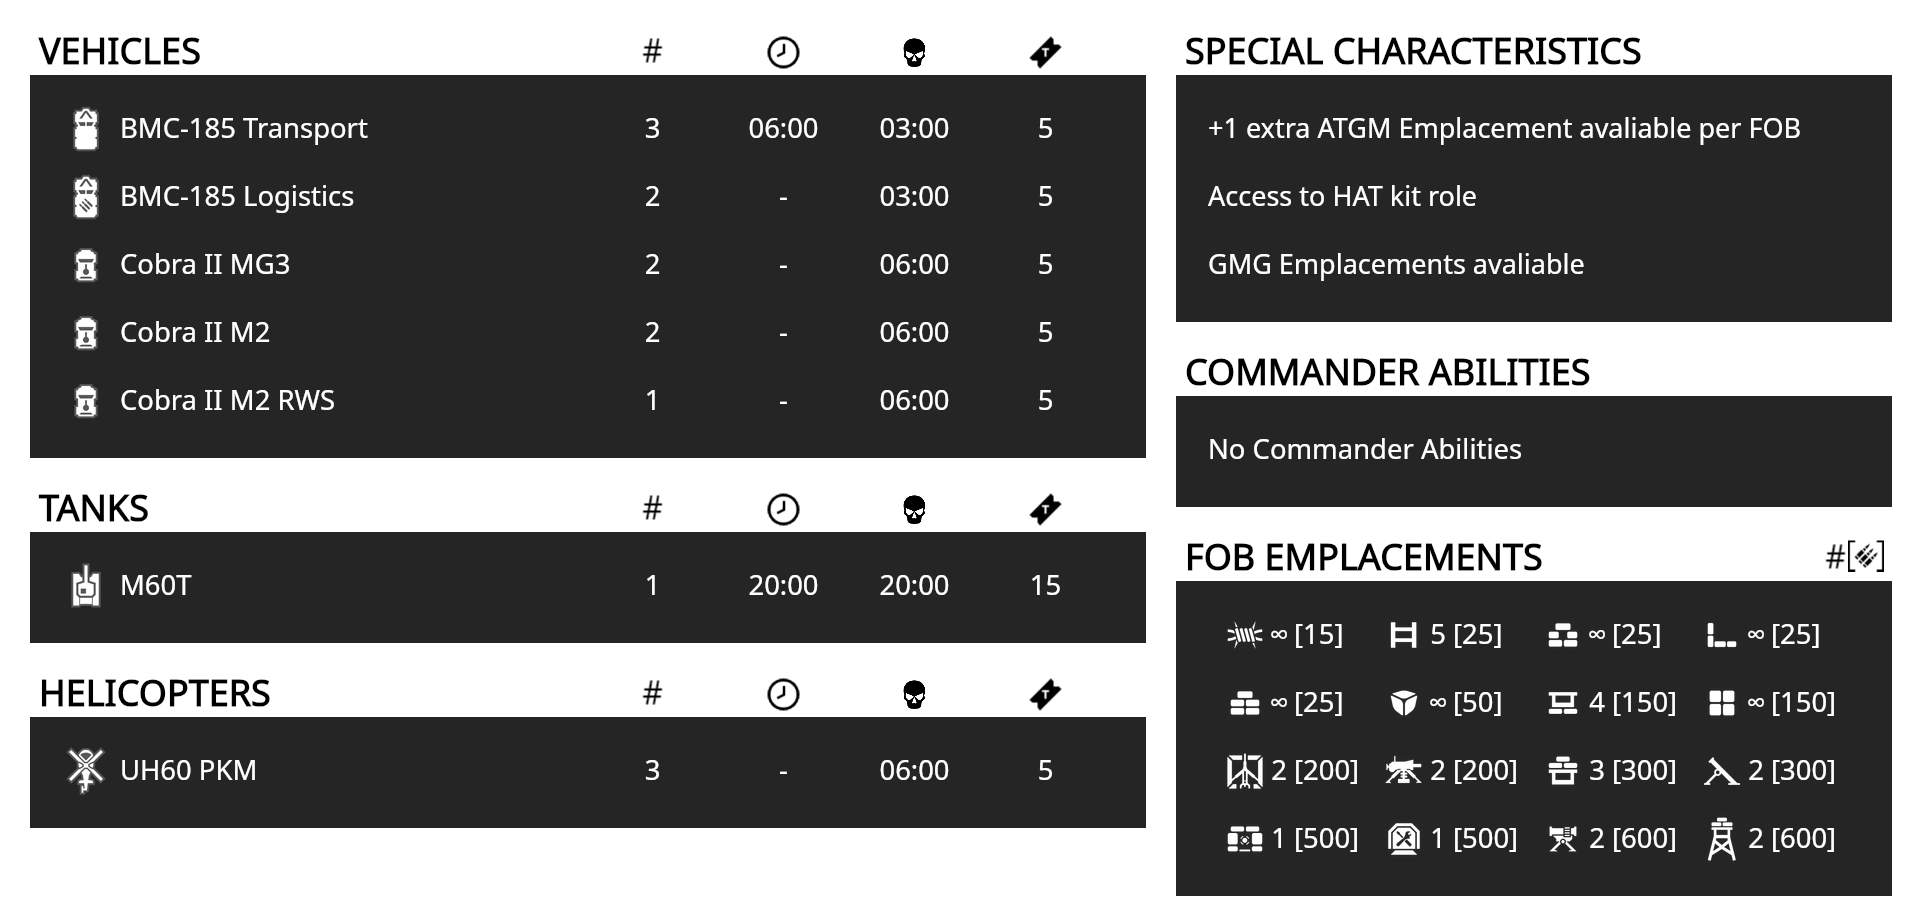 VEHICLES #
BMC-185 Transport 3 06:00 03:00 5
BMC-185 Logistics 2 - 03:00 5
Cobra II MG3 2 - 06:00 5
Cobra II M2 2 - 06:00 5
Cobra II M2 RWS 1 - 06:00 5
TANKS #
M60T 1 20:00 20:00 15
HELICOPTERS #
UH60 PKM 3 - 06:00 5
SPECIAL CHARACTERISTICS
+1 extra ATGM Emplacement avaliable per FOB
Access to HAT kit role
GMG Emplacements avaliable
COMMANDER ABILITIES
No Commander Abilities
FOB EMPLACEMENTS #[ ]
∞ [15] 5 [25] ∞ [25] ∞ [25]
∞ [25] ∞ [50] 4 [150] ∞ [150]
2 [200] 2 [200] 3 [300] 2 [300]
1 [500] 1 [500] 2 [600] 2 [600]